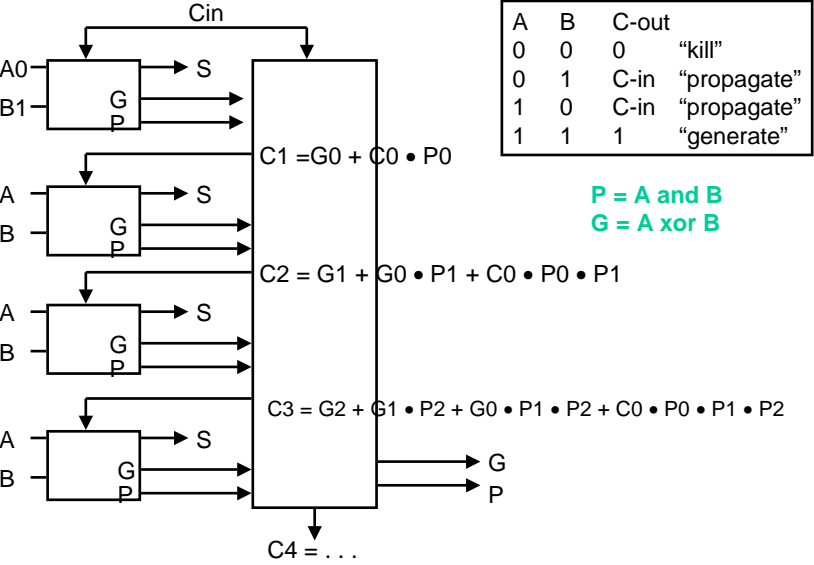 Cin
A B C-out
0 0 0 “kill”
0 1 C-in “propagate”
1 0 C-in “propagate”
1 1 1 “generate”
A0
S
B1
G
P
C1 =G0 + C0 • P0
P = A and B
G = A xor B
A
S
B
G
P
C2 = G1 + G0 • P1 + C0 • P0 • P1
A
S
B
G
P
C3 = G2 + G1 • P2 + G0 • P1 • P2 + C0 • P0 • P1 • P2
A
S
B
G
P
G
P
C4 = . . .